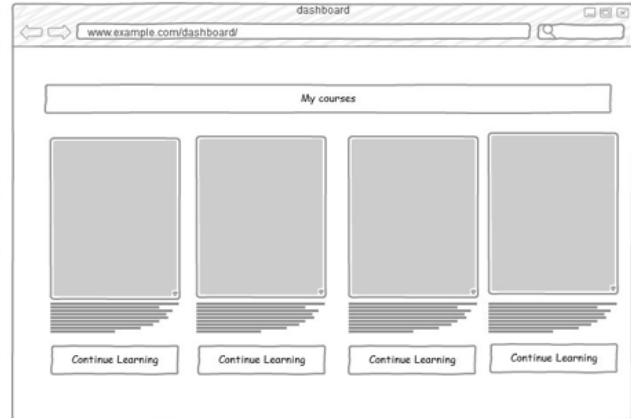 dashboard
www.example.com/dashboard/
My courses
Continue Learning
Continue Learning
Continue Learning
Continue Learning